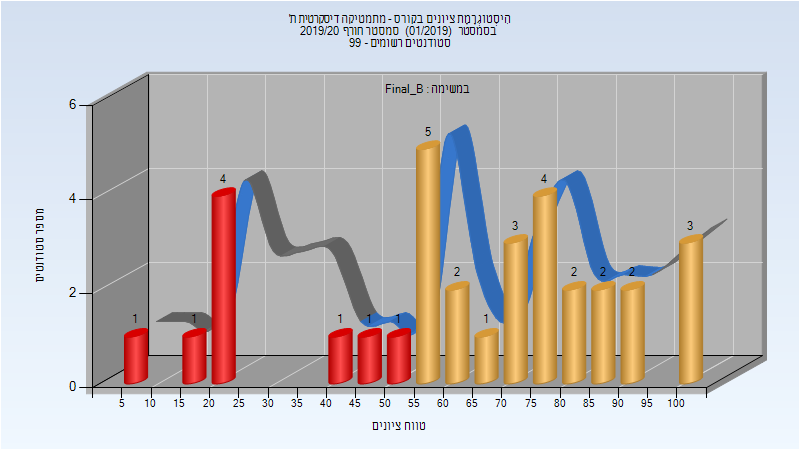 היסטוגרמת ציונים בקורס - מתמטיקה דיסקרטית ח'
בסמסטר (01/2019) סמסטר חורף 2019/20
סטודנטים רשומים - 99
במשימה : Final_B
מספר סטודנטים
6
4
2
0
1 1 4 1 1 1 5 2 1 3 4 2 2 2 3
5 10 15 20 25 30 35 40 45 50 55 60 65 70 75 80 85 90 95 100
טווח ציונים